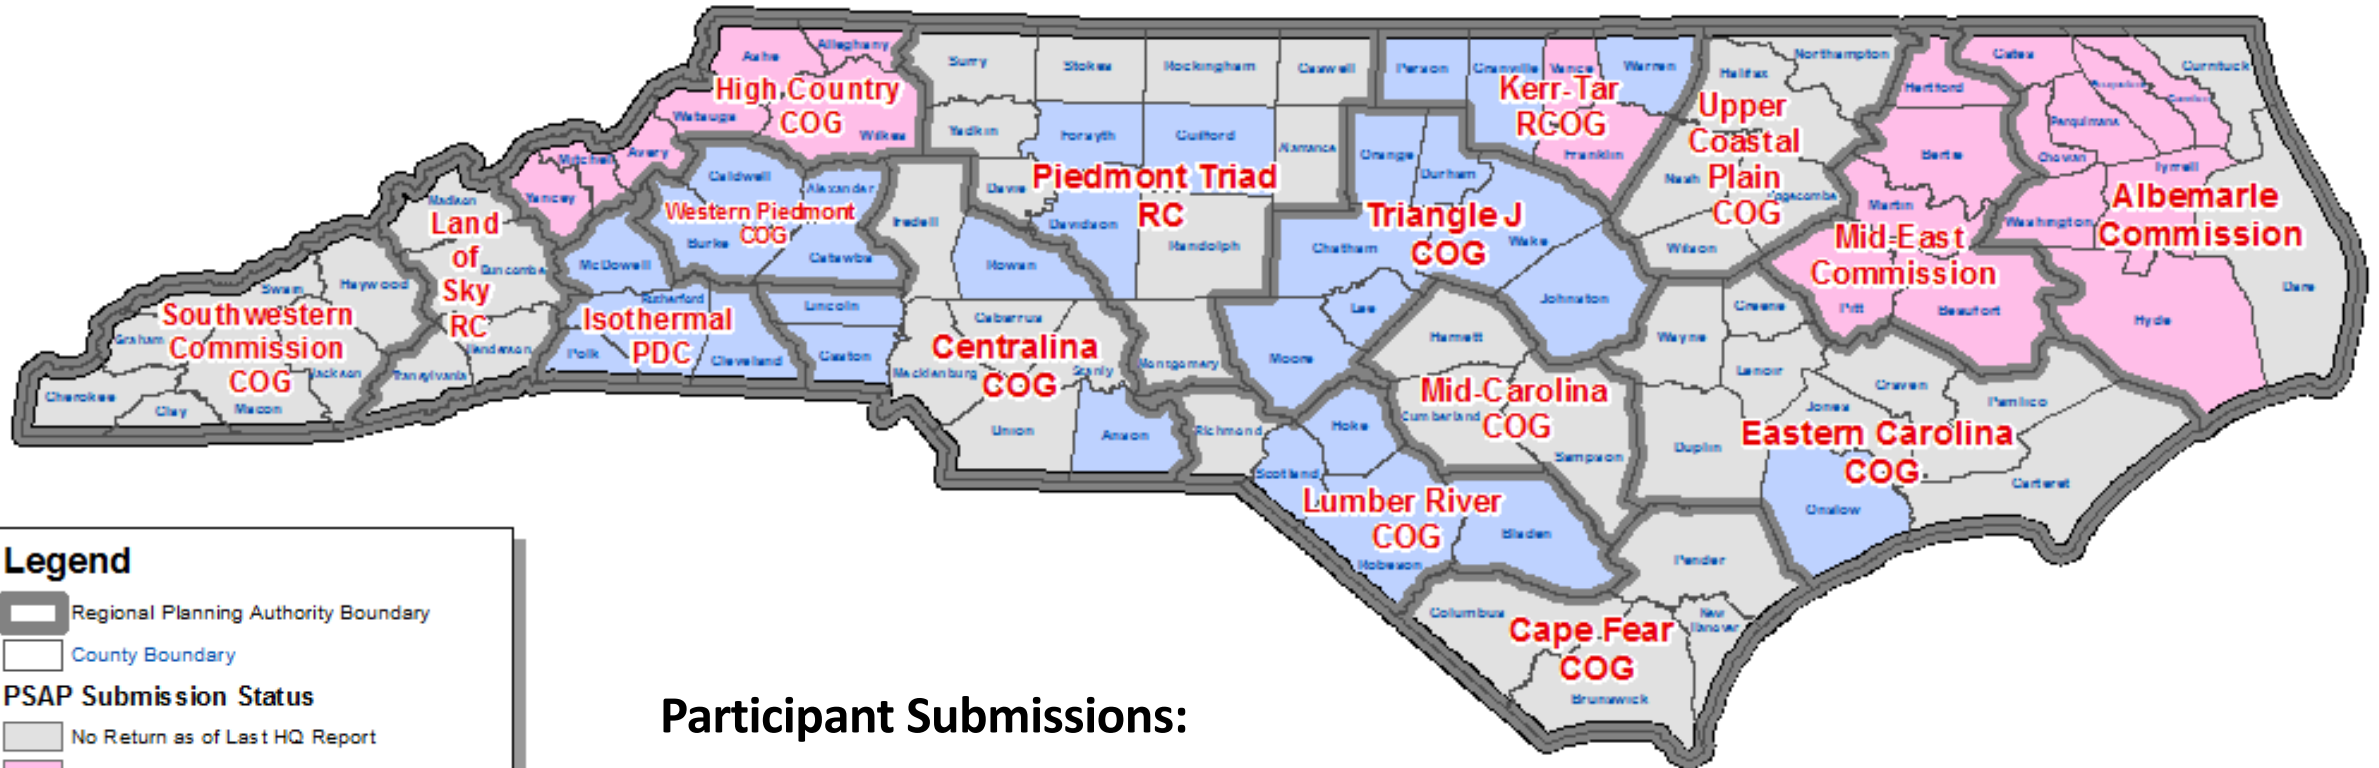 Ashe
Alleghany
High Country
COG
Watauga
Wilkes
Mitchell
Avery
Yancey
Surry
Stokes
Rockingham
Caswell
Yadkin
Forsyth
Guilford
Alamance
Davie
Piedmont Triad
RC
Davidson
Randolph
Montgomery
Person
Granville
Vance
Warren
Kerr-Tar
RCOG
Franklin
Halifax
Northampton
Upper
Coastal
Plain
COG
Nash
Edgecombe
Wilson
Hertford
Bertie
Martin
Mid-East
Commission
Pitt
Beaufort
Gates
Currituck
Perquimans
Chowan
Tyrrell
Washington
Albemarle
Commission
Dare
Hyde
Caldwell
Alexander
Western Piedmont
COG
Burke
Catawba
Madison
Land
of
Sky
RC
Buncombe
Henderson
Transylvania
Haywood
Swain
Southwestern
Commission
COG
Graham
Jackson
Cherokee
Clay
Macon
McDowell
Rutherford
Isothermal
PDC
Polk
Cleveland
Iredell
Rowan
Lincoln
Cabarrus
Gaston
Centralina
COG
Mecklenburg
Stanly
Union
Anson
Orange
Durham
Triangle J
COG
Chatham
Wake
Lee
Johnston
Moore
Harnett
Mid-Carolina
COG
Cumberland
Sampson
Richmond
Hoke
Scotland
Lumber River
COG
Robeson
Bladen
Wayne
Greene
Lenoir
Craven
Pamlico
Jones
Duplin
Eastern Carolina
COG
Carteret
Onslow
Pender
Columbus
New
Hanover
Cape Fear
COG
Brunswick
Legend
Regional Planning Authority Boundary
County Boundary
PSAP Submission Status
No Return as of Last HQ Report
Participant Submissions: